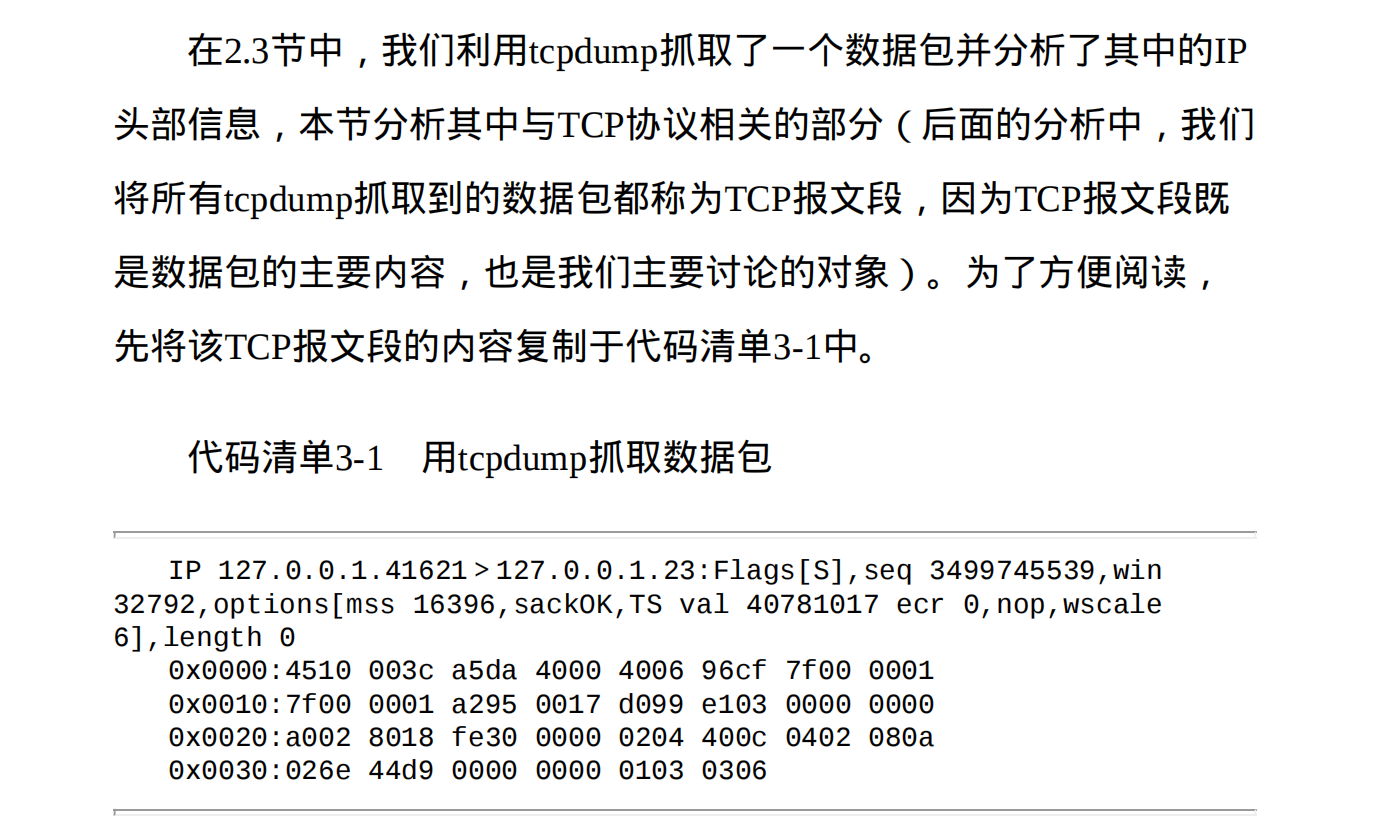 在2.3节中，我们利用tcpdump抓取了一个数据包并分析了其中的IP
头部信息，本节分析其中与TCP协议相关的部分（后面的分析中，我们
将所有tcpdump抓取到的数据包都称为TCP报文段，因为TCP报文段既
是数据包的主要内容，也是我们主要讨论的对象）。为了方便阅读，
先将该TCP报文段的内容复制于代码清单3-1中。
代码清单3-1　用tcpdump抓取数据包
IP 127.0.0.1.41621＞127.0.0.1.23:Flags[S],seq 3499745539,win
32792,options[mss 16396,sackOK,TS val 40781017 ecr 0,nop,wscale
6],length 0
0x0000:4510 003c a5da 4000 4006 96cf 7f00 0001
0x0010:7f00 0001 a295 0017 d099 e103 0000 0000
0x0020:a002 8018 fe30 0000 0204 400c 0402 080a
0x0030:026e 44d9 0000 0000 0103 0306